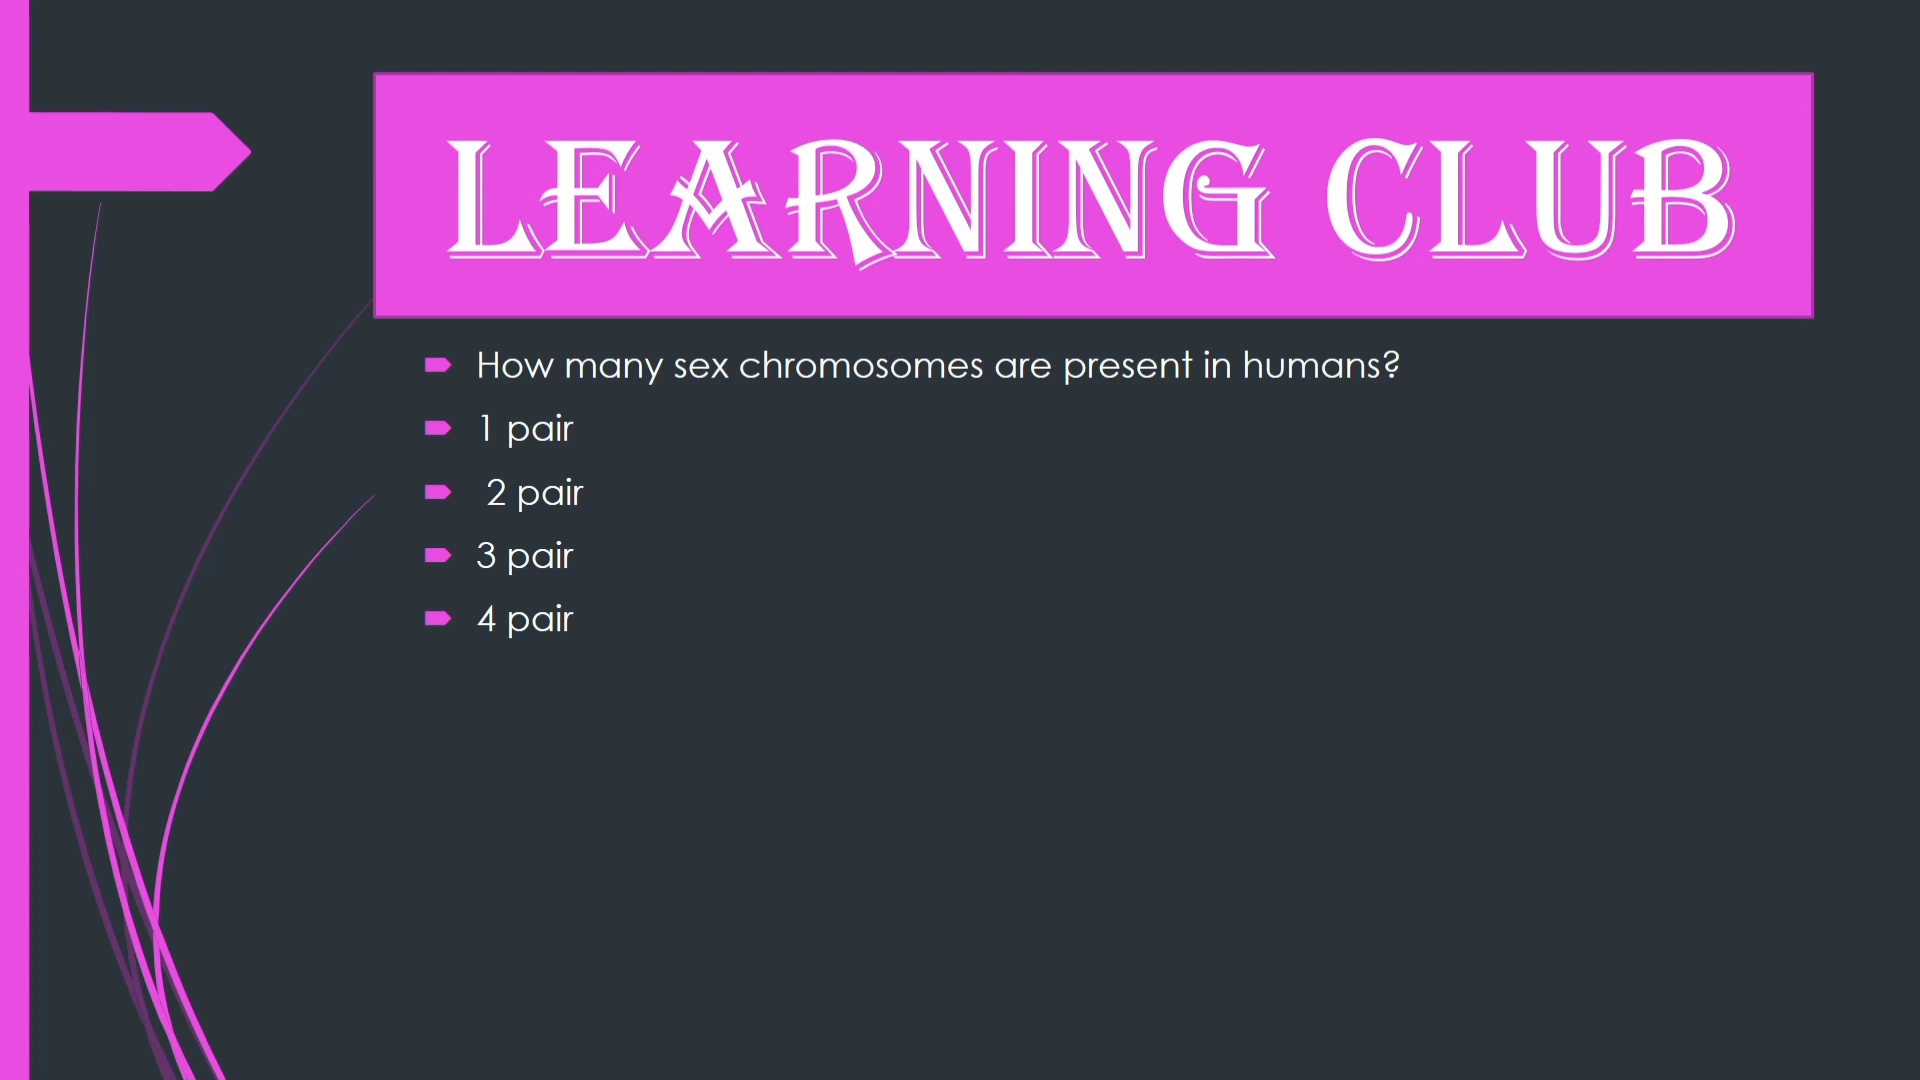 LEARNING CLUB
How many sex chromosomes are present in humans?
1 pair
2 pair
3 pair
4 pair